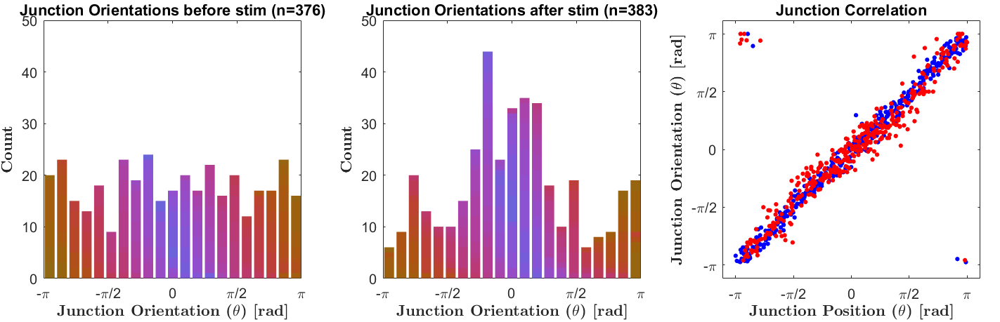 Junction Orientations before stim (n=376)
50
40
30
20
10
0
Count
-π -π/2 0 π/2 π
Junction Orientation (θ) [rad]
Junction Orientations after stim (n=383)
50
40
30
20
10
0
Count
-π -π/2 0 π/2 π
Junction Orientation (θ) [rad]
Junction Correlation
π
π/2
0
-π/2
-π
Junction Orientation (θ) [rad]
-π -π/2 0 π/2 π
Junction Position (θ) [rad]